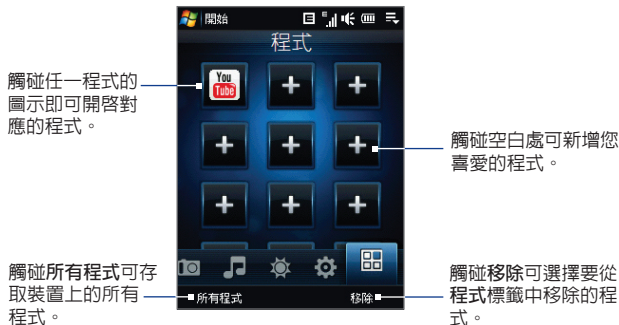 開始
程式
You
Tube
觸碰任一程式的
圖示即可開啓對
應的程式。
觸碰空白處可新增您
喜愛的程式。
觸碰所有程式可存
取裝置上的所有
程式。
所有程式
移除
觸碰移除可選擇要從
程式標籤中移除的程
式。